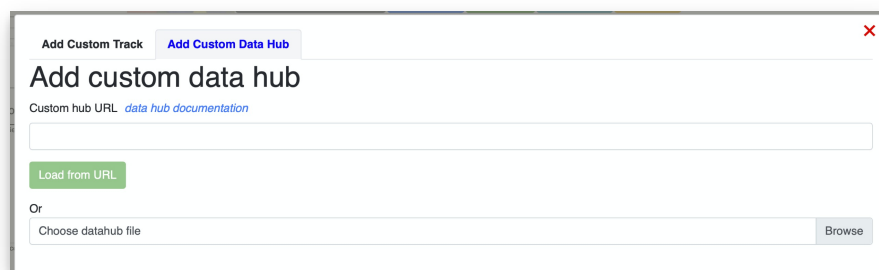 Add Custom Track Add Custom Data Hub
Add custom data hub
Custom hub URL data hub documentation
Load from URL
Or
Choose datahub file Browse